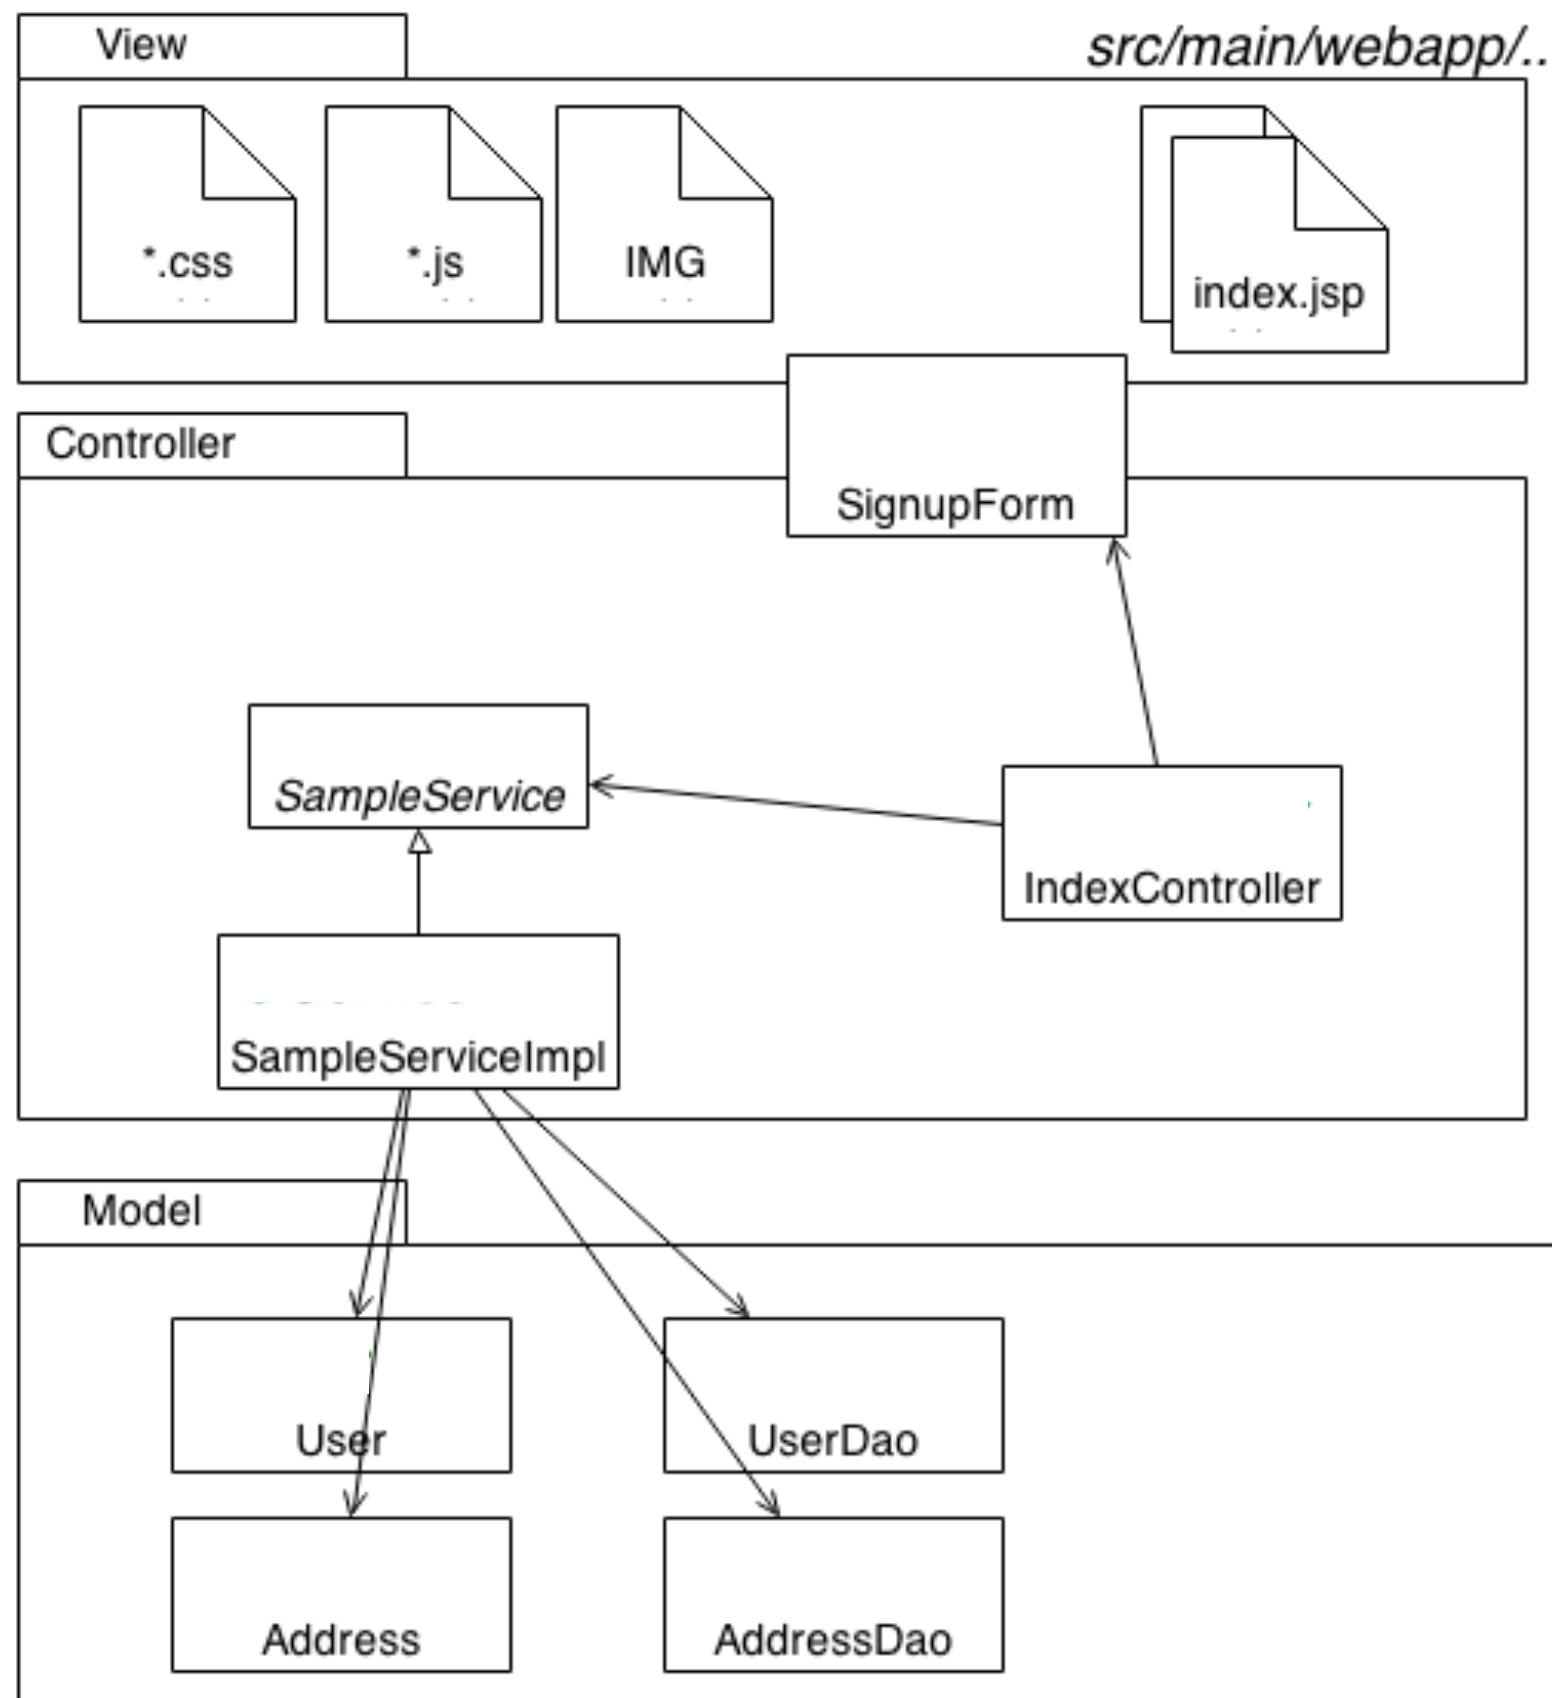 View
src/main/webapp/..
*.css
*.js
IMG
index.jsp
Controller
SignupForm
SampleService
IndexController
SampleServiceImpl
Model
User
UserDao
Address
AddressDao